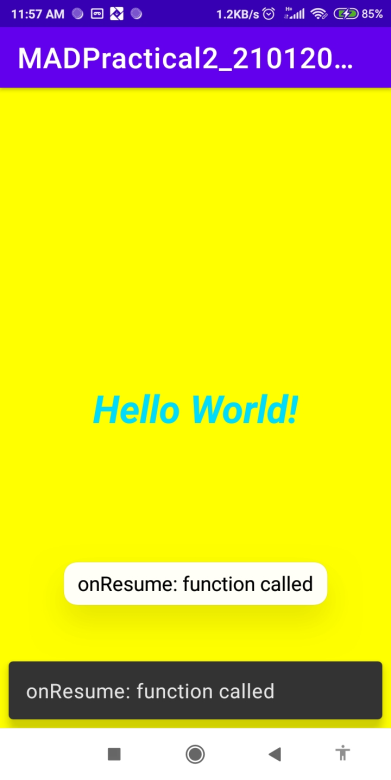 11:57 AM 1.2KB/s 85%
MADPractical2_210120...
Hello World!
onResume: function called
onResume: function called